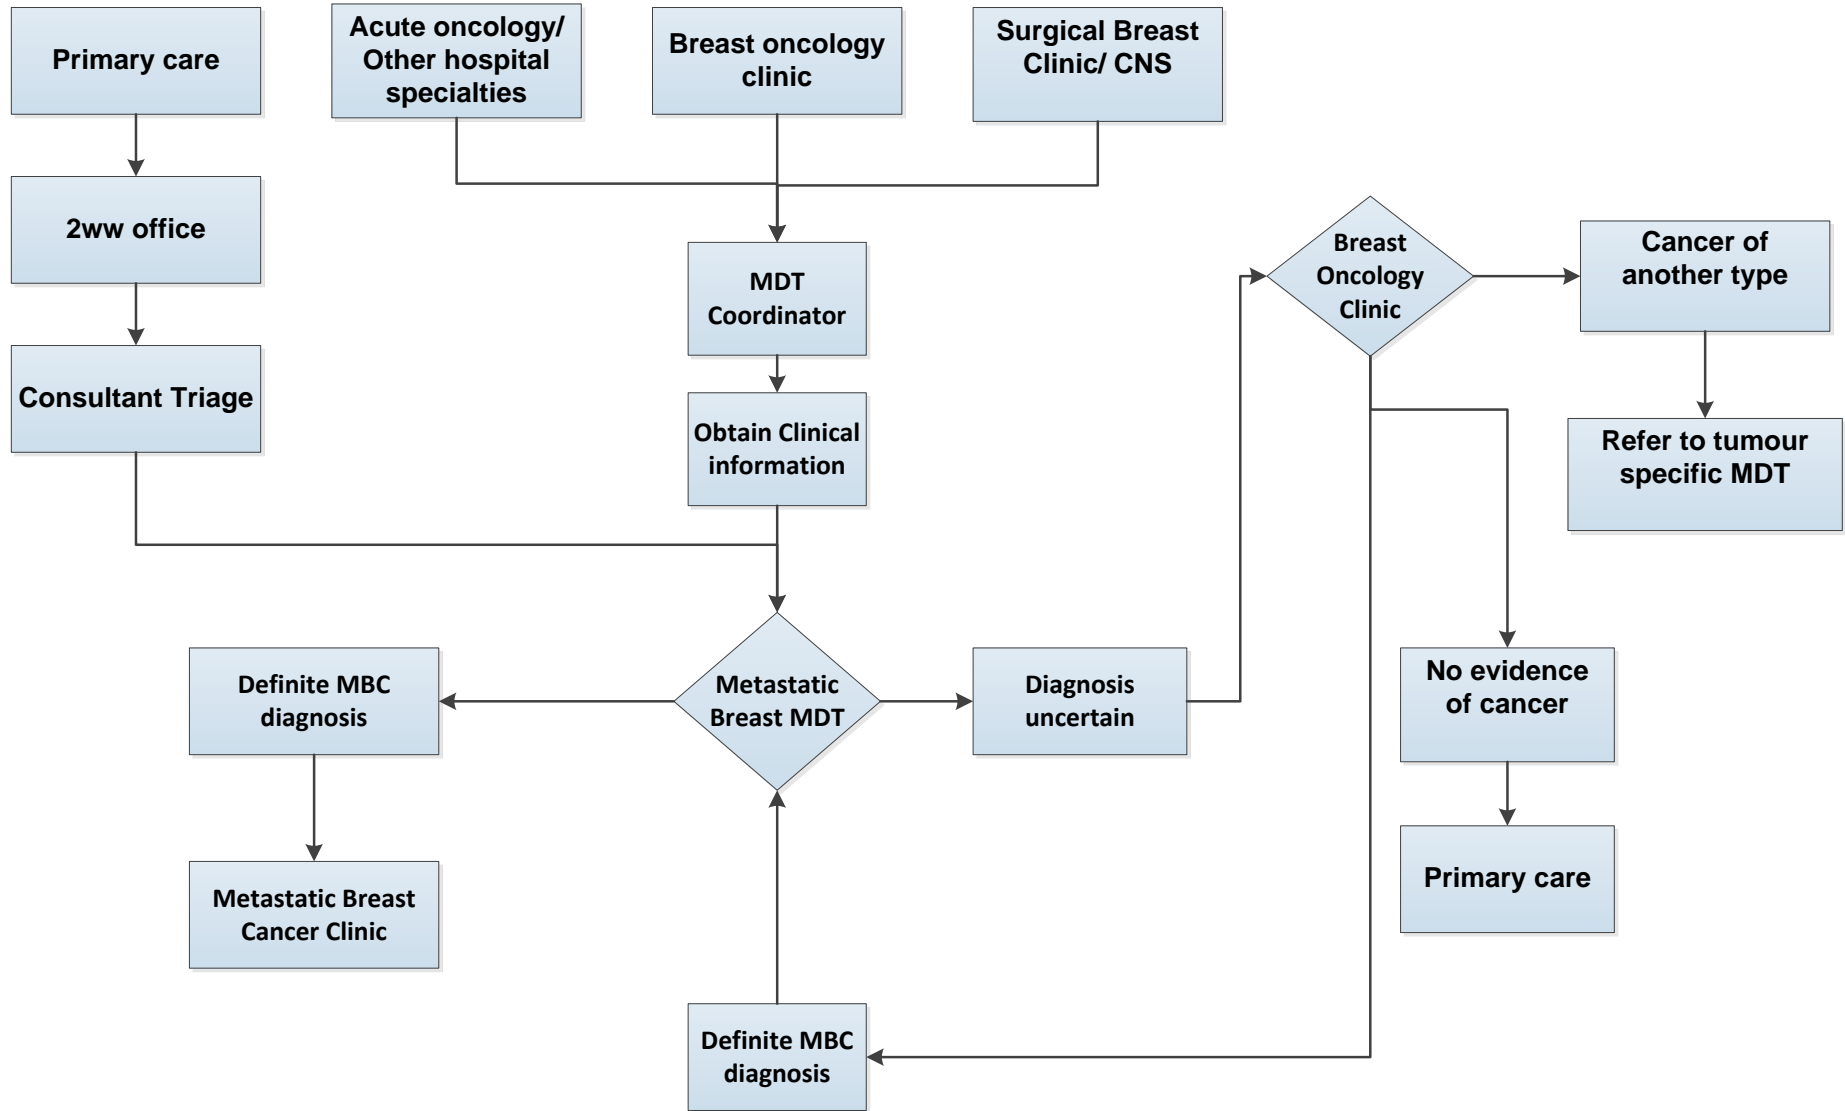 Primary care
Acute oncology/
Other hospital
specialties
Breast oncology
clinic
Surgical Breast
Clinic/ CNS
2ww office
MDT
Coordinator
Breast
Oncology
Clinic
Cancer of
another type
Consultant Triage
Obtain Clinical
information
Refer to tumour
specific MDT
Definite MBC
diagnosis
Metastatic
Breast MDT
Diagnosis
uncertain
No evidence
of cancer
Metastatic Breast
Cancer Clinic
Primary care
Definite MBC
diagnosis